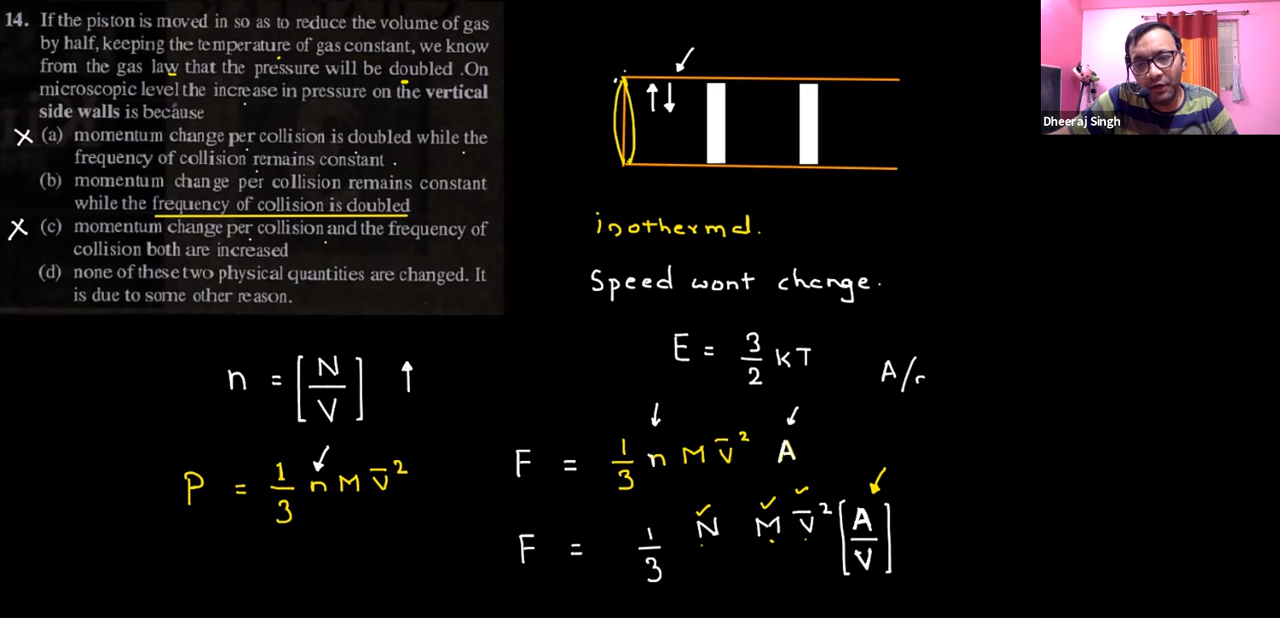 14. If the piston is moved in so as to reduce the volume of gas
by half, keeping the temperature of gas constant, we know
from the gas law that the pressure will be doubled .On
microscopic level the increase in pressure on the vertical
side walls is because
(a) momentum change per collision is doubled while the
frequency of collision remains constant .
(b) momentum change per collision remains constant
while the frequency of collision is doubled
(c) momentum change per collision and the frequency of
collision both are increased
(d) none of these two physical quantities are changed. It
is due to some other reason.
Dheeraj Singh
isothermal.
Speed wont change.
E = 3/2 KT
A/
n = [N/V] ↑
F = 1/3 n M v̅² A
P = 1/3 n M v̅²
F = 1/3 N M v̅² [A/V]